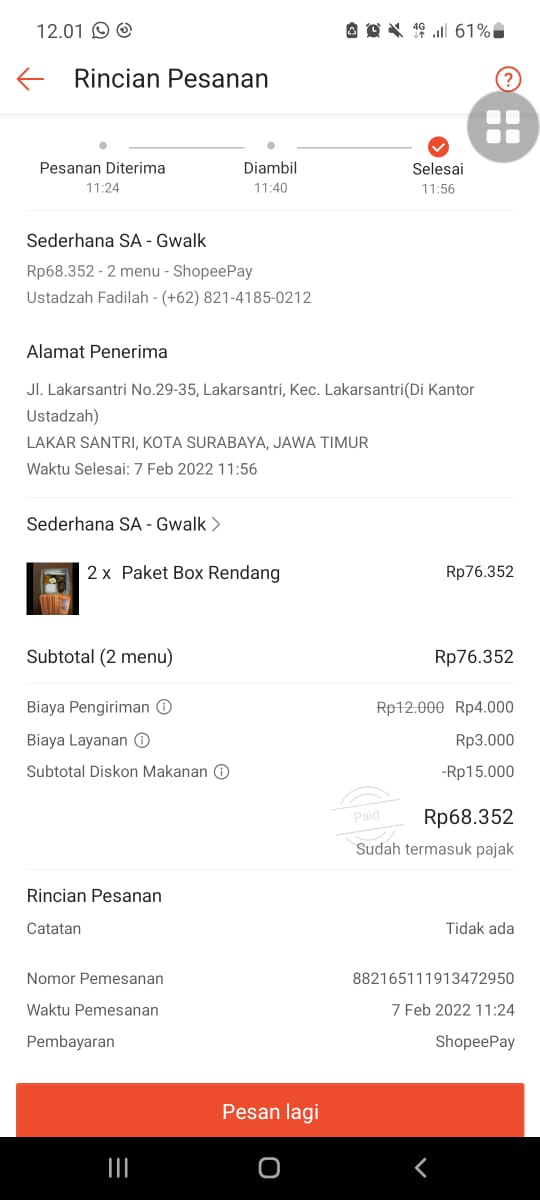 12.01 4G 61%
Rincian Pesanan ?
Pesanan Diterima Diambil Selesai
11:24 11:40 11:56
Sederhana SA - Gwalk
Rp68.352 - 2 menu - ShopeePay
Ustadzah Fadilah - (+62) 821-4185-0212
Alamat Penerima
Jl. Lakarsantri No.29-35, Lakarsantri, Kec. Lakarsantri(Di Kantor
Ustadzah)
LAKAR SANTRI, KOTA SURABAYA, JAWA TIMUR
Waktu Selesai: 7 Feb 2022 11:56
Sederhana SA - Gwalk >
2 x Paket Box Rendang Rp76.352
Subtotal (2 menu) Rp76.352
Biaya Pengiriman Rp12.000 Rp4.000
Biaya Layanan Rp3.000
Subtotal Diskon Makanan -Rp15.000
Paid Rp68.352
Sudah termasuk pajak
Rincian Pesanan
Catatan Tidak ada
Nomor Pemesanan 882165111913472950
Waktu Pemesanan 7 Feb 2022 11:24
Pembayaran ShopeePay
Pesan lagi